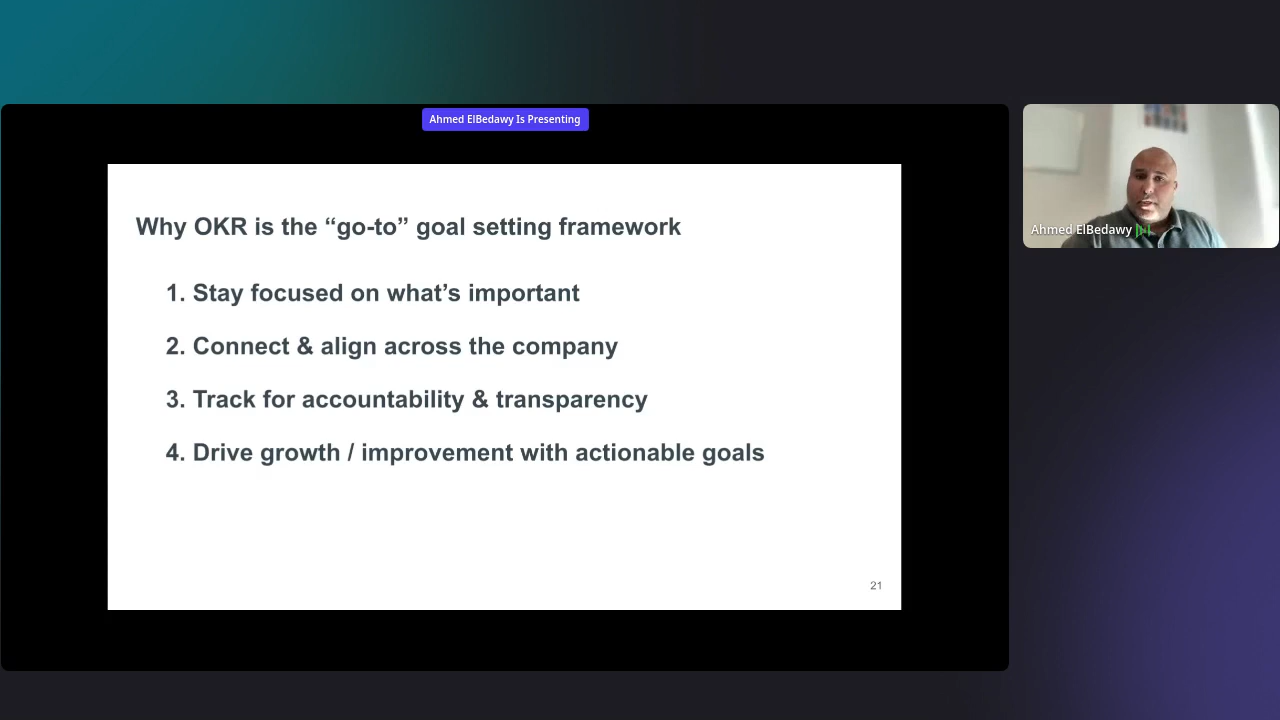 Ahmed ElBedawy Is Presenting
Why OKR is the “go-to” goal setting framework
1. Stay focused on what’s important
2. Connect & align across the company
3. Track for accountability & transparency
4. Drive growth / improvement with actionable goals
21
Ahmed ElBedawy